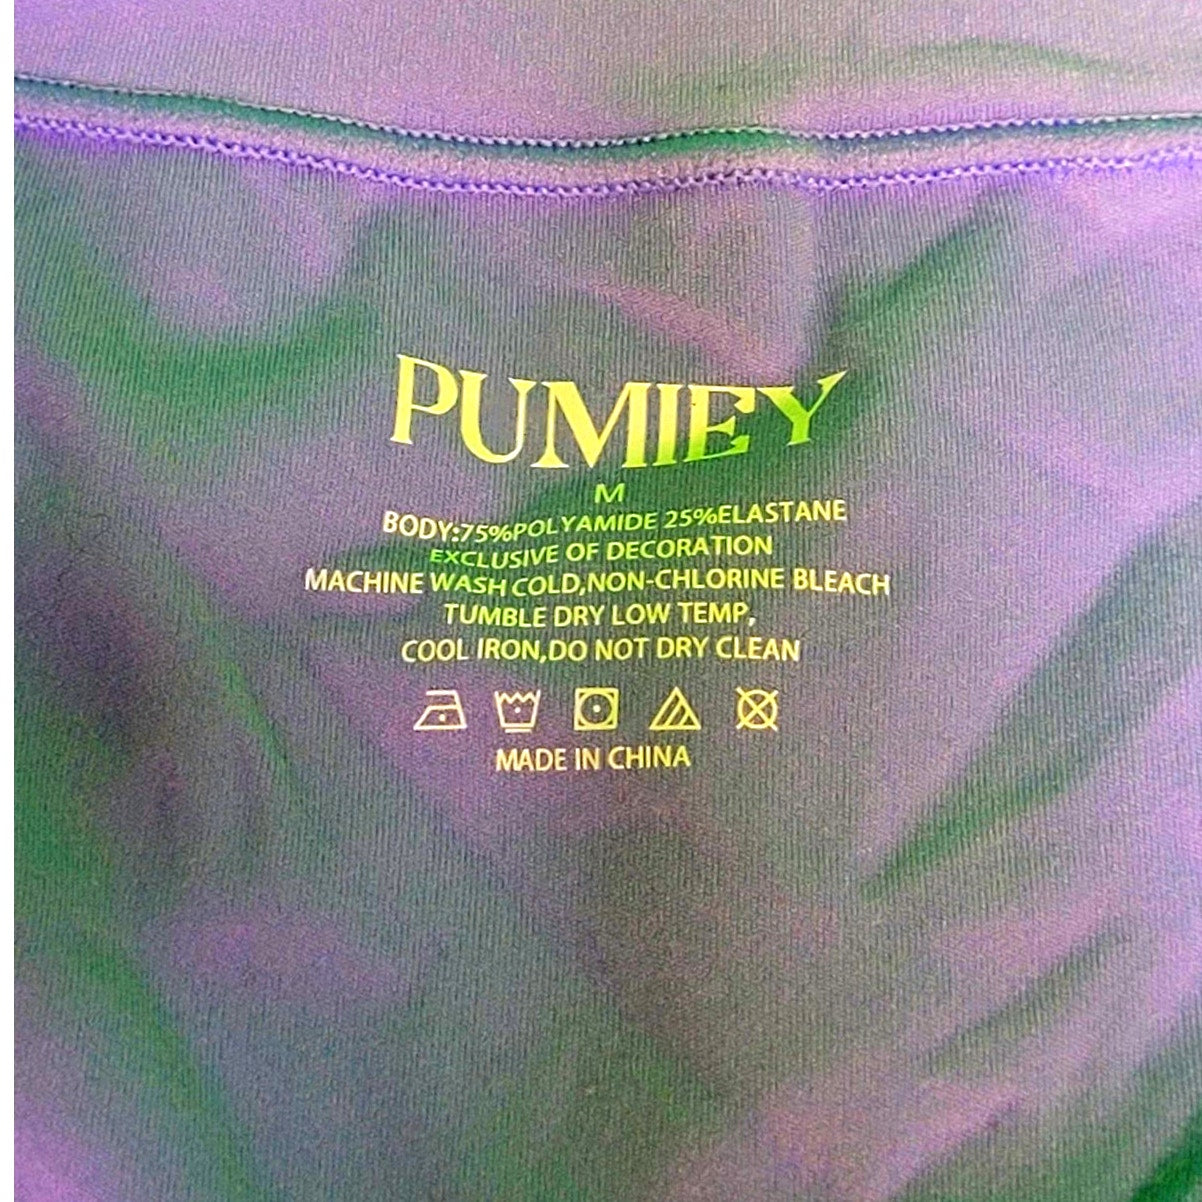 PUMIEY
M
BODY:75%POLYAMIDE 25%ELASTANE
EXCLUSIVE OF DECORATION
MACHINE WASH COLD,NON-CHLORINE BLEACH
TUMBLE DRY LOW TEMP,
COOL IRON,DO NOT DRY CLEAN
MADE IN CHINA